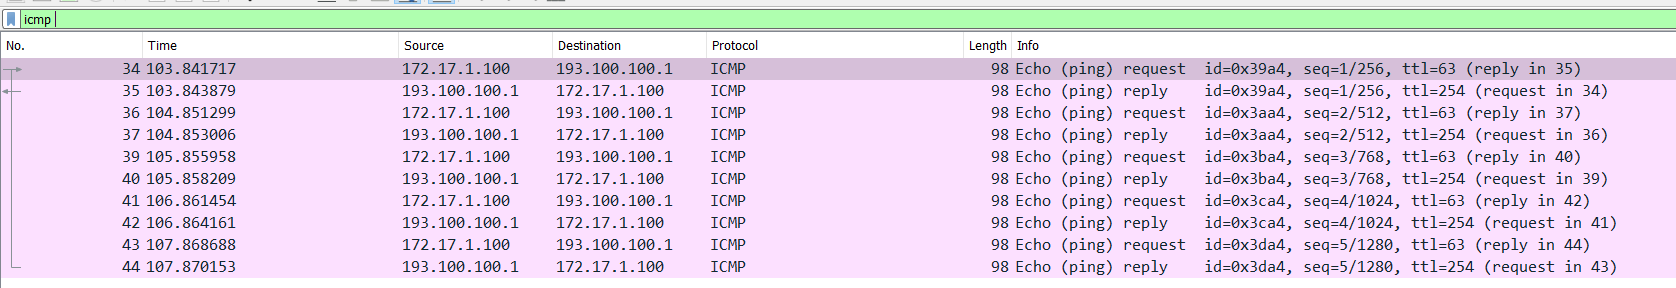 icmp
No. Time Source Destination Protocol Length Info
34 103.841717 172.17.1.100 193.100.100.1 ICMP 98 Echo (ping) request id=0x39a4, seq=1/256, ttl=63 (reply in 35)
35 103.843879 193.100.100.1 172.17.1.100 ICMP 98 Echo (ping) reply id=0x39a4, seq=1/256, ttl=254 (request in 34)
36 104.851299 172.17.1.100 193.100.100.1 ICMP 98 Echo (ping) request id=0x3aa4, seq=2/512, ttl=63 (reply in 37)
37 104.853006 193.100.100.1 172.17.1.100 ICMP 98 Echo (ping) reply id=0x3aa4, seq=2/512, ttl=254 (request in 36)
39 105.855958 172.17.1.100 193.100.100.1 ICMP 98 Echo (ping) request id=0x3ba4, seq=3/768, ttl=63 (reply in 40)
40 105.858209 193.100.100.1 172.17.1.100 ICMP 98 Echo (ping) reply id=0x3ba4, seq=3/768, ttl=254 (request in 39)
41 106.861454 172.17.1.100 193.100.100.1 ICMP 98 Echo (ping) request id=0x3ca4, seq=4/1024, ttl=63 (reply in 42)
42 106.864161 193.100.100.1 172.17.1.100 ICMP 98 Echo (ping) reply id=0x3ca4, seq=4/1024, ttl=254 (request in 41)
43 107.868688 172.17.1.100 193.100.100.1 ICMP 98 Echo (ping) request id=0x3da4, seq=5/1280, ttl=63 (reply in 44)
44 107.870153 193.100.100.1 172.17.1.100 ICMP 98 Echo (ping) reply id=0x3da4, seq=5/1280, ttl=254 (request in 43)